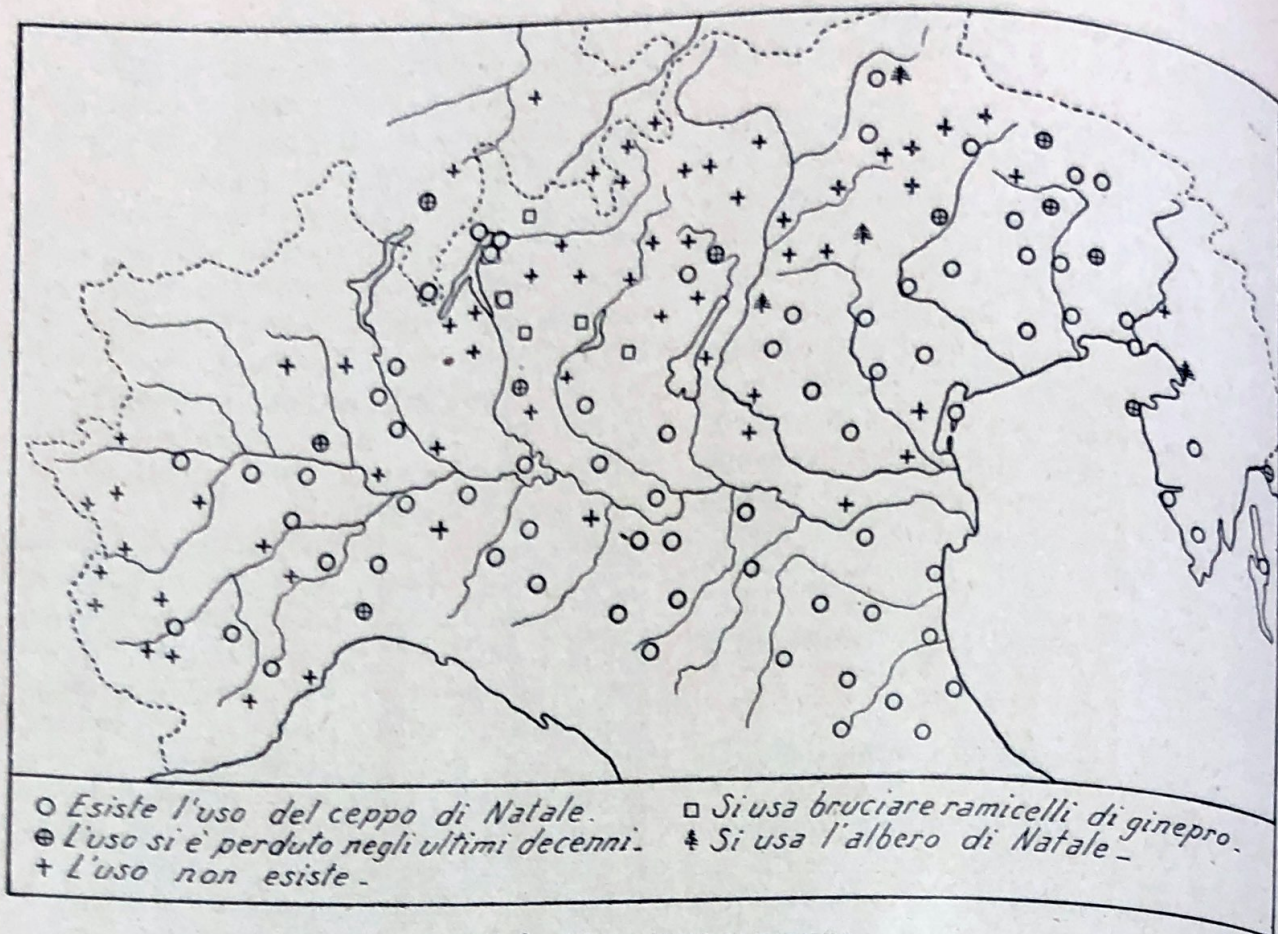 Esiste l'uso del ceppo di Natale.
L'uso si è perduto negli ultimi decenni.
L'uso non esiste.
Si usa bruciare ramicelli di ginepro.
Si usa l'albero di Natale.